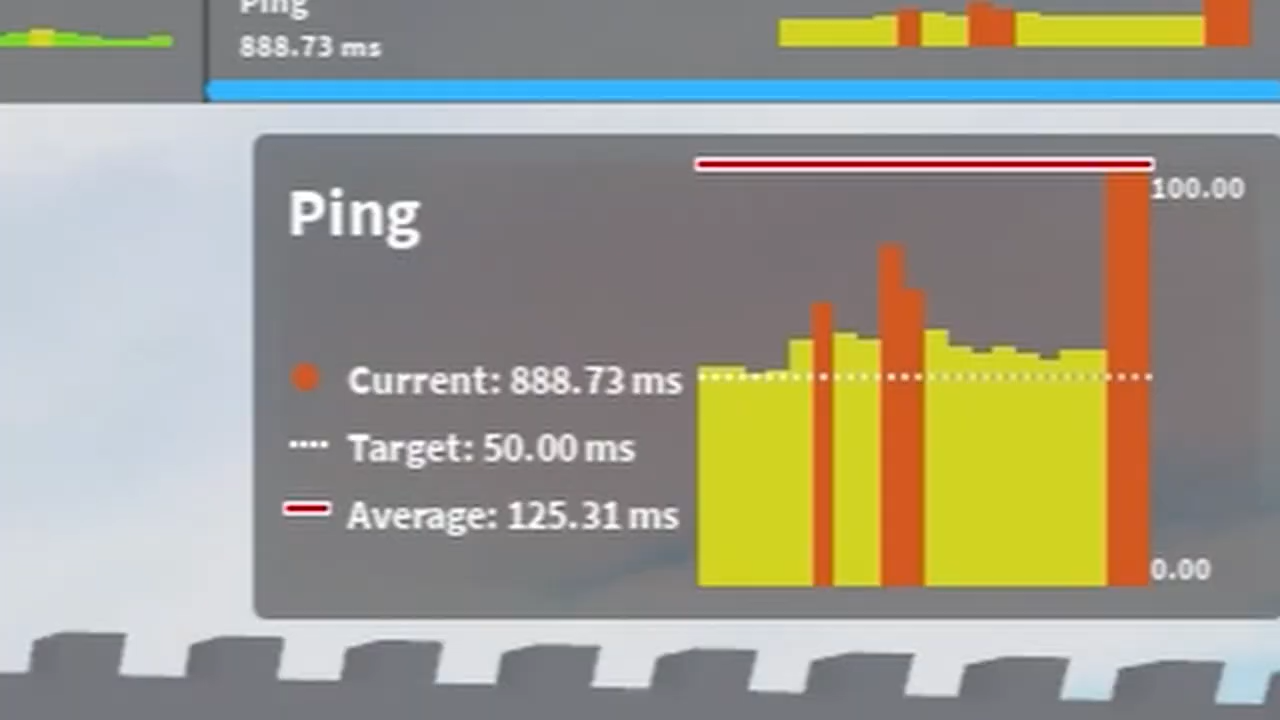 Ping
888.73 ms
Ping
100.00
Current: 888.73 ms
Target: 50.00 ms
Average: 125.31 ms
0.00